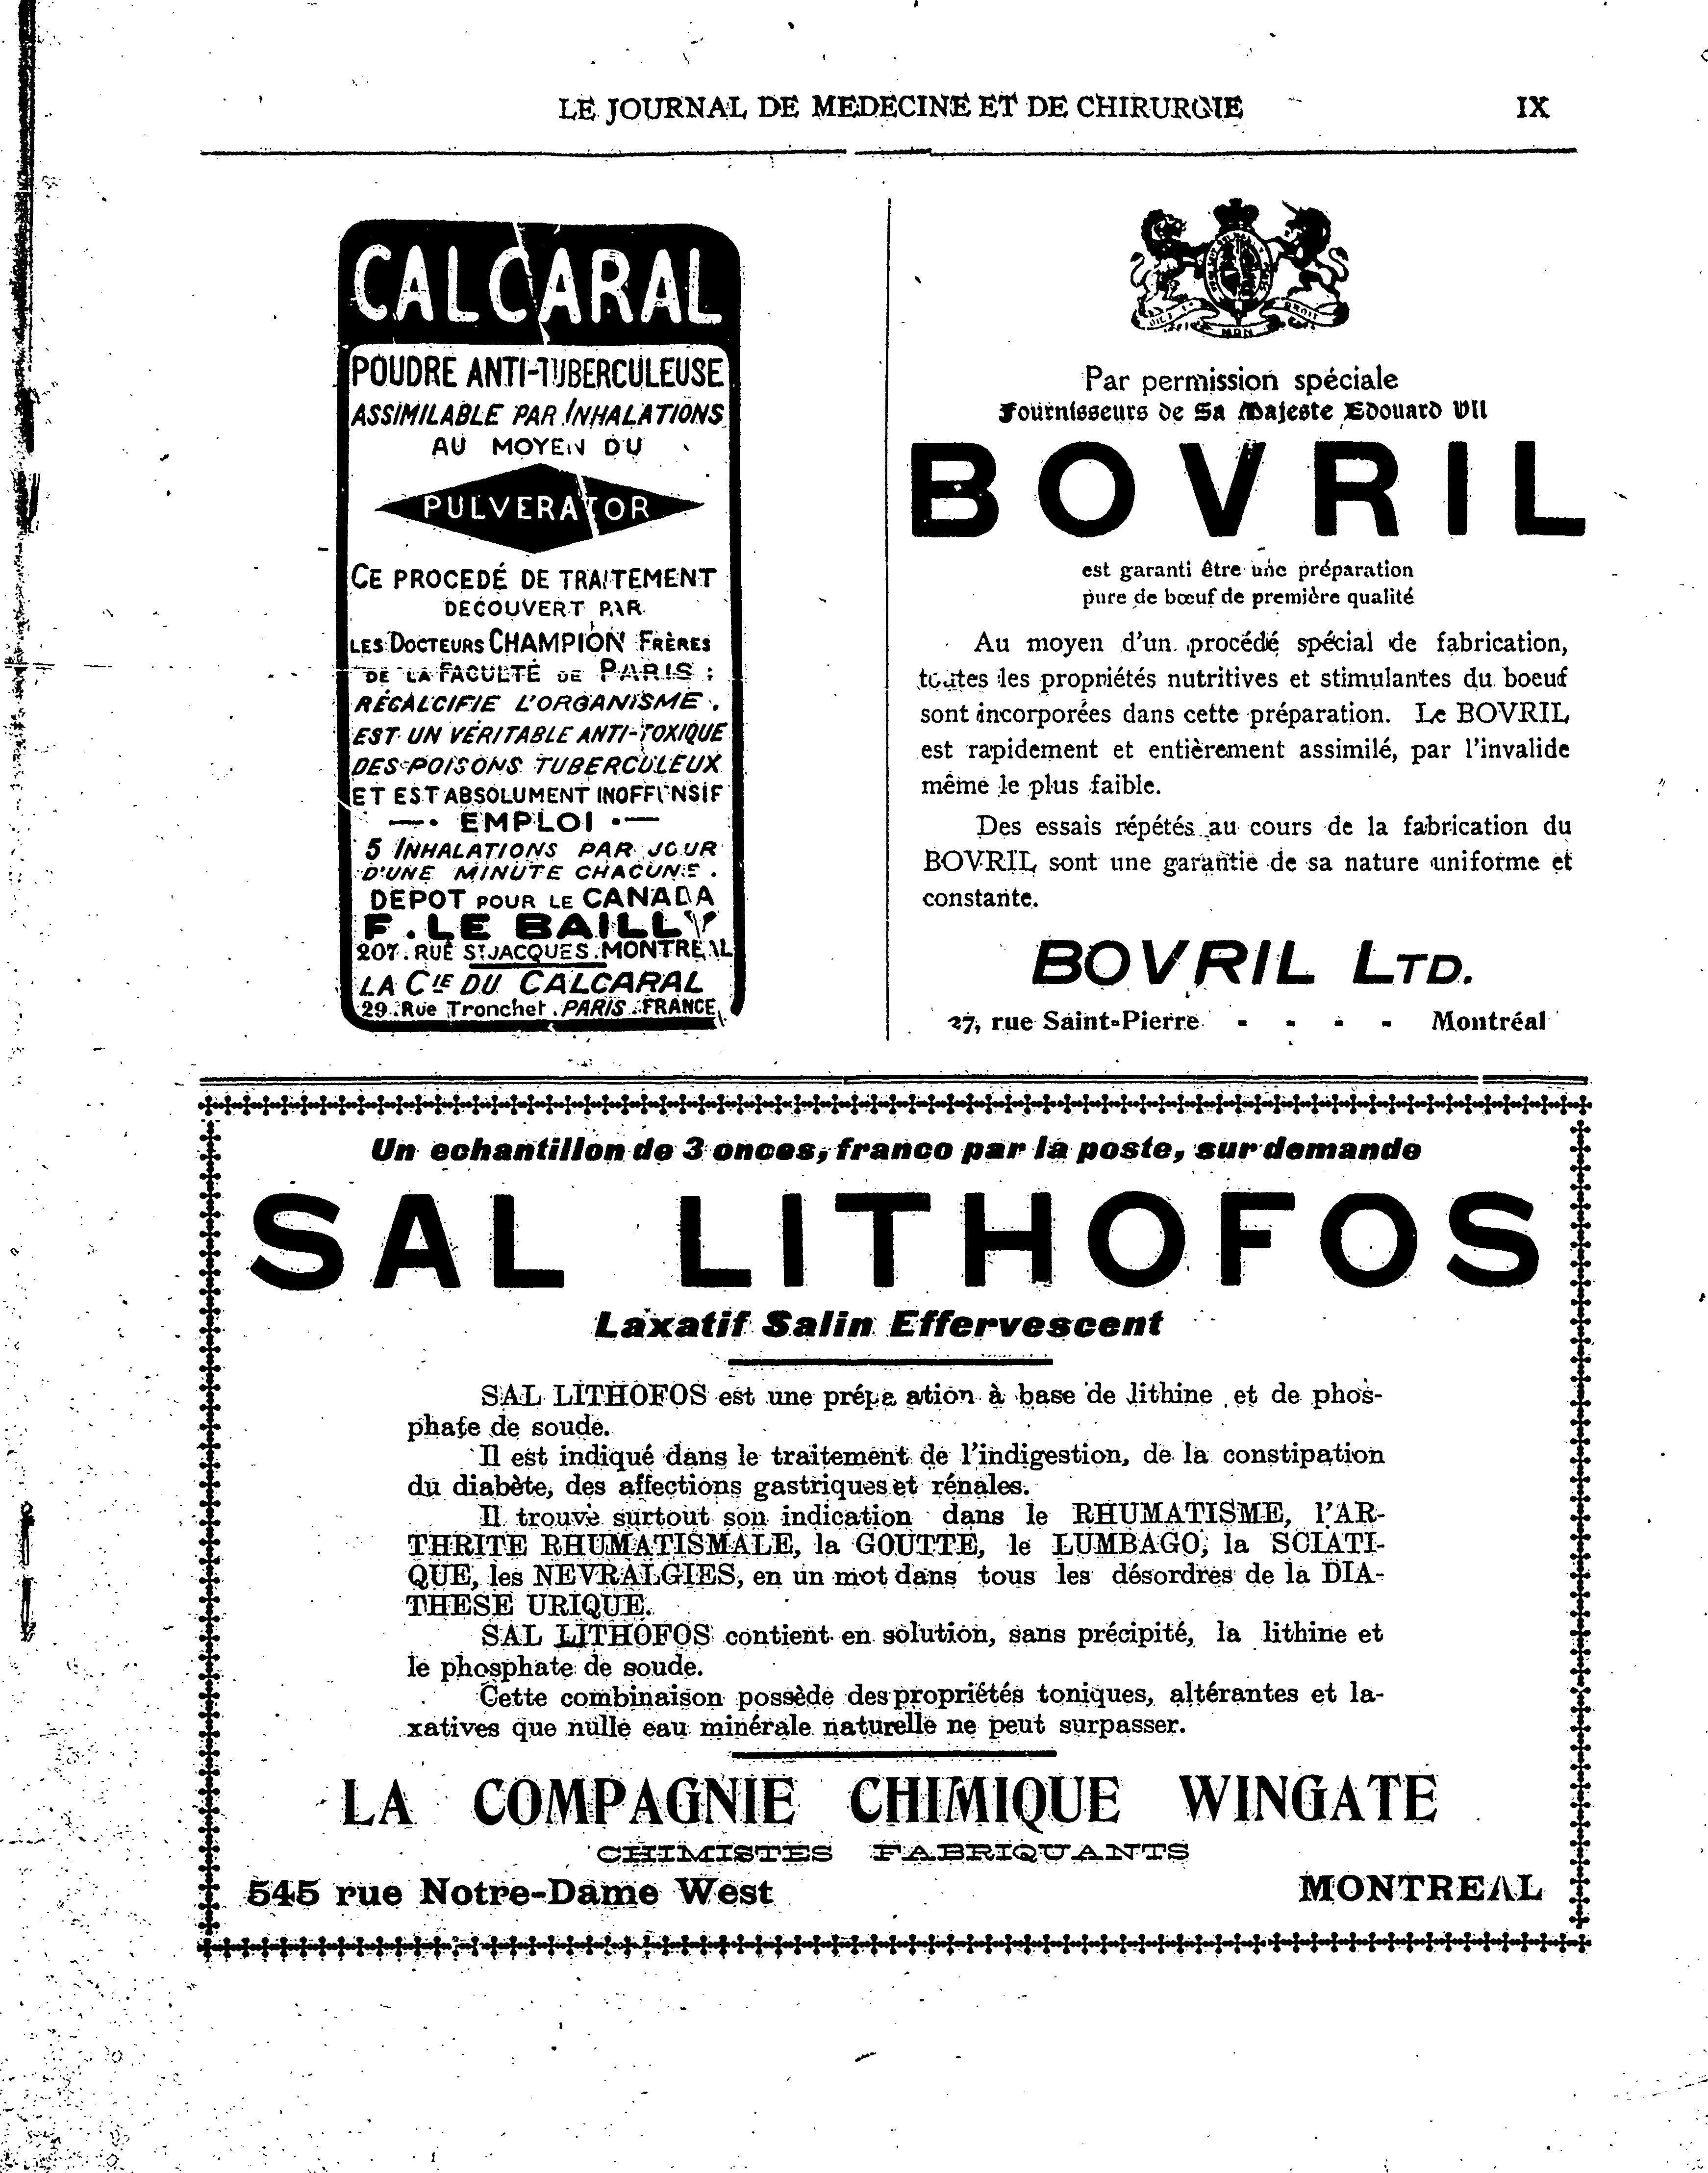 LE JOURNAL DE MEDECINE ET DE CHIRURGIE IX
CALCARAL
POUDRE ANTI-TUBERCULEUSE
ASSIMILABLE PAR INHALATIONS
AU MOYEN DU
PULVERATOR
CE PROCEDÉ DE TRAITEMENT
DECOUVERT PAR
LES DOCTEURS CHAMPION FRÈRES
DE LA FACULTÉ DE PARIS :
RÉCALCIFIE L'ORGANISME,
EST UN VÉRITABLE ANTI-TOXIQUE
DES POISONS TUBERCULEUX
ET EST ABSOLUMENT INOFFENSIF
—. EMPLOI .—
5 INHALATIONS PAR JOUR
D'UNE MINUTE CHACUNE.
DEPOT POUR LE CANADA
F. LE BAILLY
207. RUE ST JACQUES. MONTREAL
LA CIE DU CALCARAL
29. Rue Tronchet. PARIS. FRANCE
MON DROIT
Par permission spéciale
Fournisseurs de Sa Majeste Edouard VII
BOVRIL
est garanti être une préparation
pure de bœuf de première qualité
Au moyen d'un procédé spécial de fabrication,
toutes les propriétés nutritives et stimulantes du boeuf
sont incorporées dans cette préparation. Le BOVRIL
est rapidement et entièrement assimilé, par l'invalide
même le plus faible.
Des essais répétés au cours de la fabrication du
BOVRIL sont une garantie de sa nature uniforme et
constante.
BOVRIL LTD.
27, rue Saint-Pierre - - - - Montréal
Un echantillon de 3 onces, franco par la poste, sur demande
SAL LITHOFOS
Laxatif Salin Effervescent
SAL LITHOFOS est une prépa ation à base de lithine et de phos-
phate de soude.
Il est indiqué dans le traitement de l'indigestion, de la constipation
du diabète, des affections gastriques et rénales.
Il trouve surtout son indication dans le RHUMATISME, l'AR-
THRITE RHUMATISMALE, la GOUTTE, le LUMBAGO, la SCIATI-
QUE, les NEVRALGIES, en un mot dans tous les désordres de la DIA-
THESE URIQUE.
SAL LITHOFOS contient en solution, sans précipité, la lithine et
le phosphate de soude.
Cette combinaison possède des propriétés toniques, altérantes et la-
xatives que nulle eau minérale naturelle ne peut surpasser.
LA COMPAGNIE CHIMIQUE WINGATE
CHIMISTES FABRIQUANTS
545 rue Notre-Dame West MONTREAL